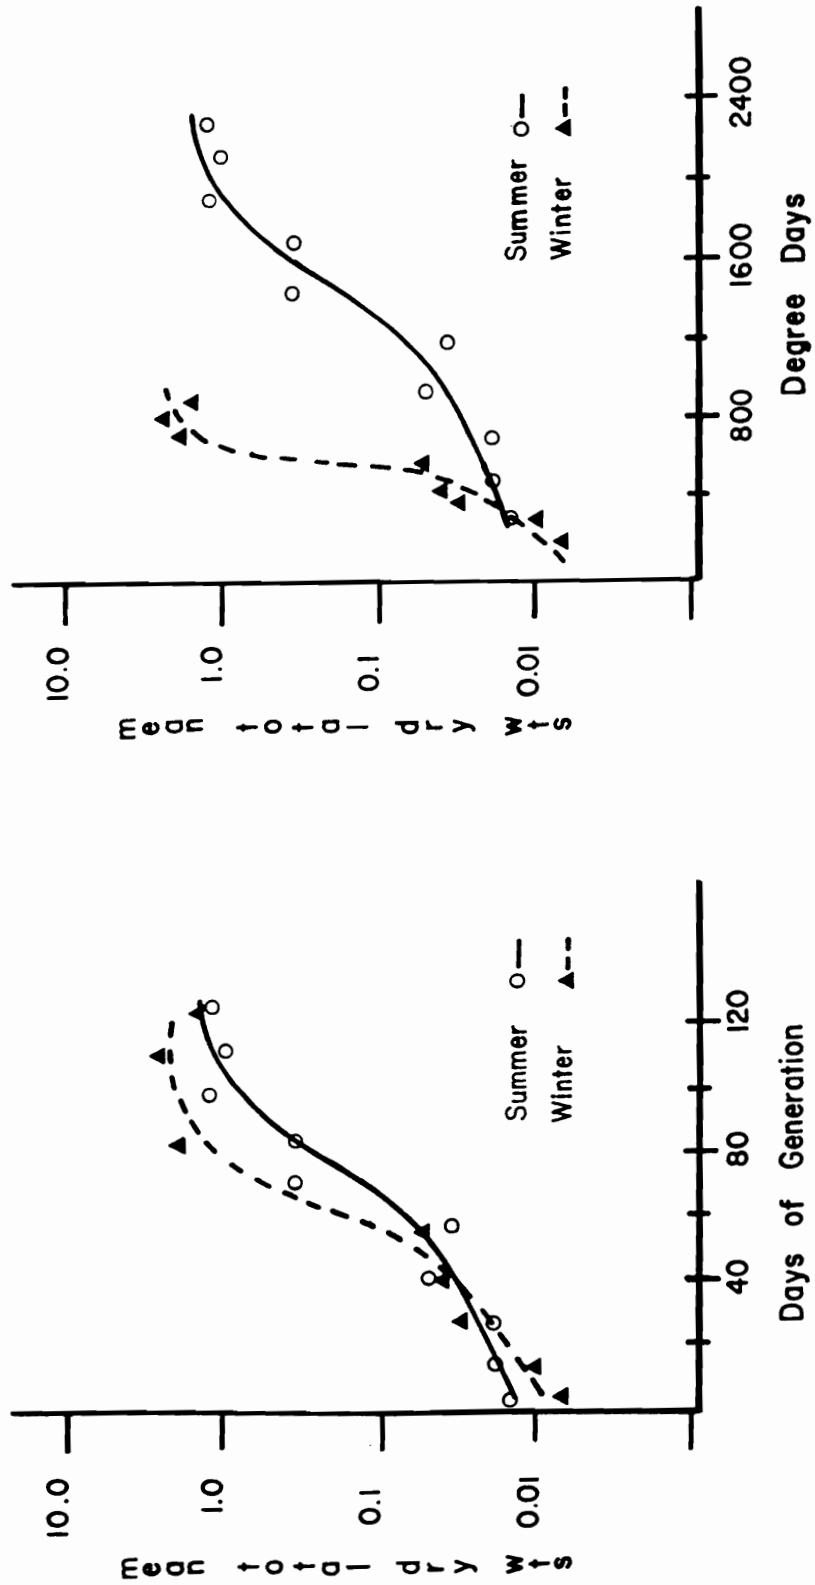 10.0
1.0
0.1
0.01
mean total dry wts
Summer
Winter
40
80
120
Days of Generation
10.0
1.0
0.1
0.01
mean total dry wts
Summer
Winter
800
1600
2400
Degree Days